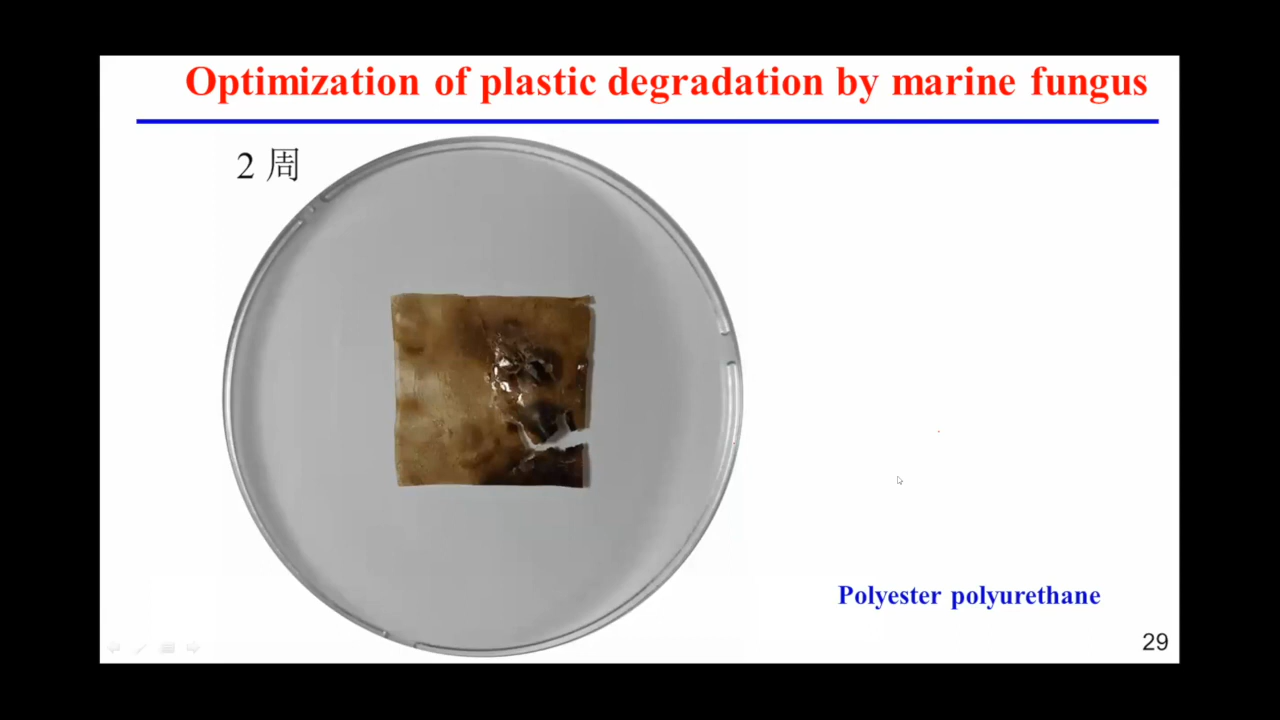 Optimization of plastic degradation by marine fungus
2 周
Polyester polyurethane
29